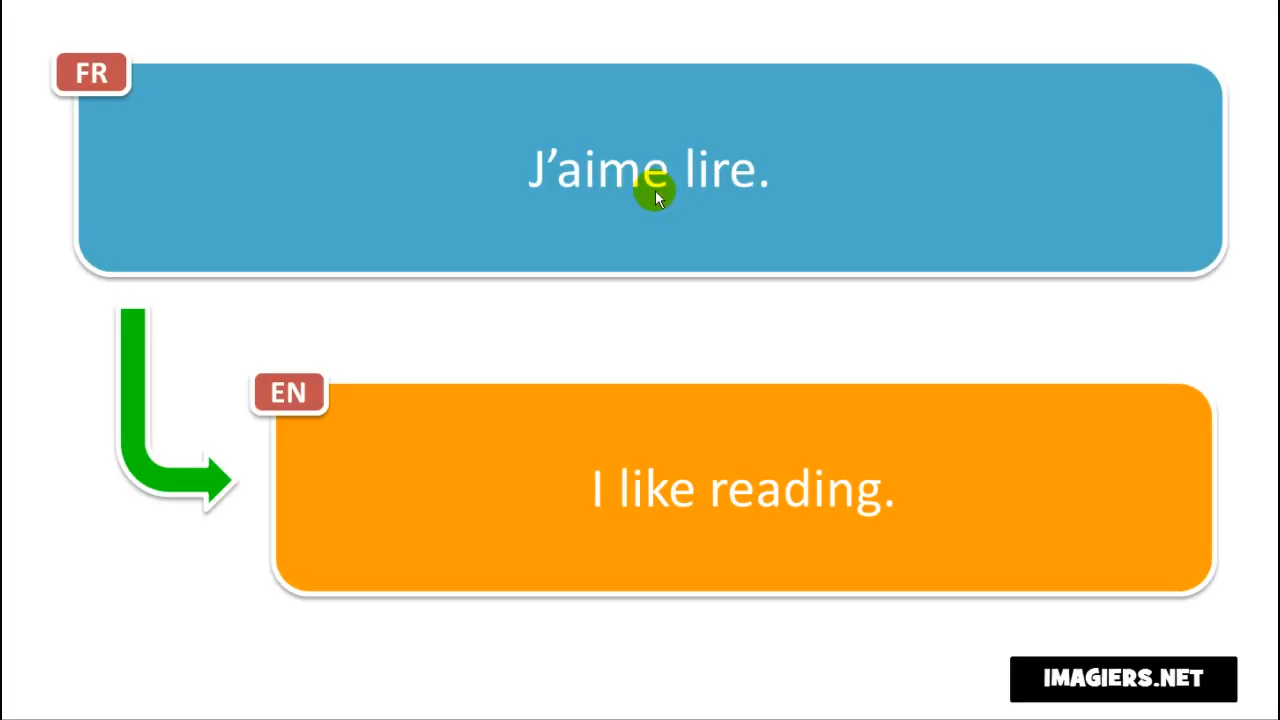 FR
J’aime lire.
EN
I like reading.
IMAGIERS.NET